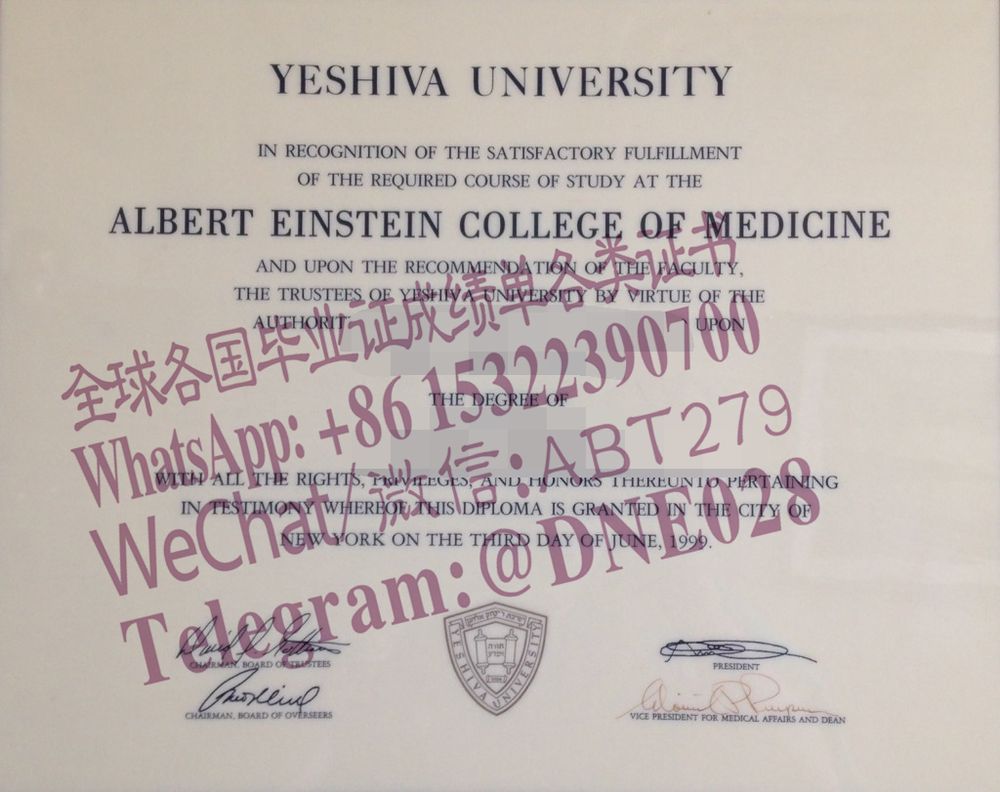 YESHIVA UNIVERSITY
IN RECOGNITION OF THE SATISFACTORY FULFILLMENT
OF THE REQUIRED COURSE OF STUDY AT THE
ALBERT EINSTEIN COLLEGE OF MEDICINE
AND UPON THE RECOMMENDATION OF THE FACULTY,
THE TRUSTEES OF YESHIVA UNIVERSITY BY VIRTUE OF THE
UPON
THE DEGREE OF
WITH ALL THE RIGHTS, PRIVILEGES, AND HONORS THEREUNTO PERTAINING
IN TESTIMONY WHEREOF THIS DIPLOMA IS GRANTED IN THE CITY OF
NEW YORK ON THE THIRD DAY OF JUNE, 1999.
全球各国毕业证成绩单各类证书
WhatsApp: +86 15322390700
WeChat/微信:ABT279
Telegram:@DNE028
CHAIRMAN, BOARD OF TRUSTEES
CHAIRMAN, BOARD OF OVERSEERS
YESHIVA UNIVERSITY
PRESIDENT
VICE PRESIDENT FOR MEDICAL AFFAIRS AND DEAN